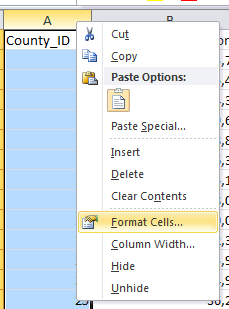 A
County_ID
Cut
Copy
Paste Options:
Paste Special...
Insert
Delete
Clear Contents
Format Cells...
Column Width...
Hide
Unhide